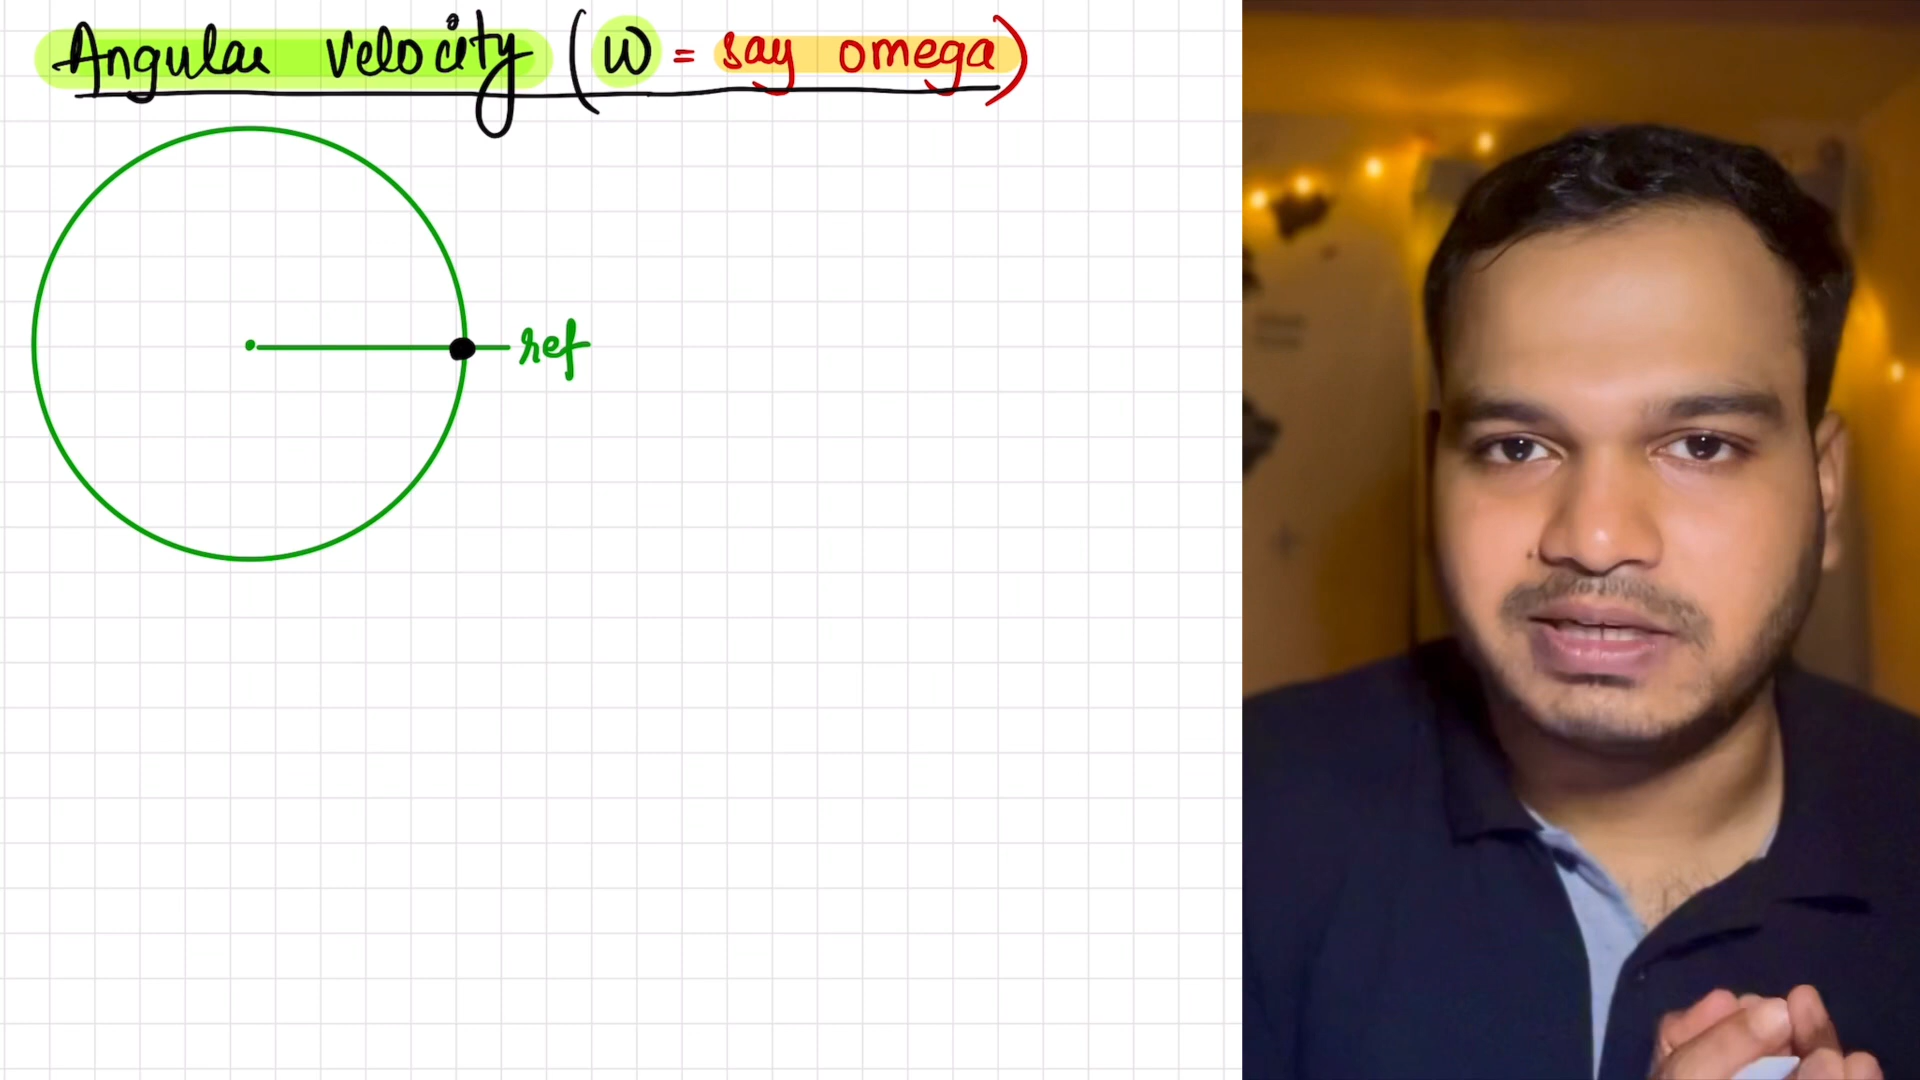 Angular velocity (ω = say omega)
ref